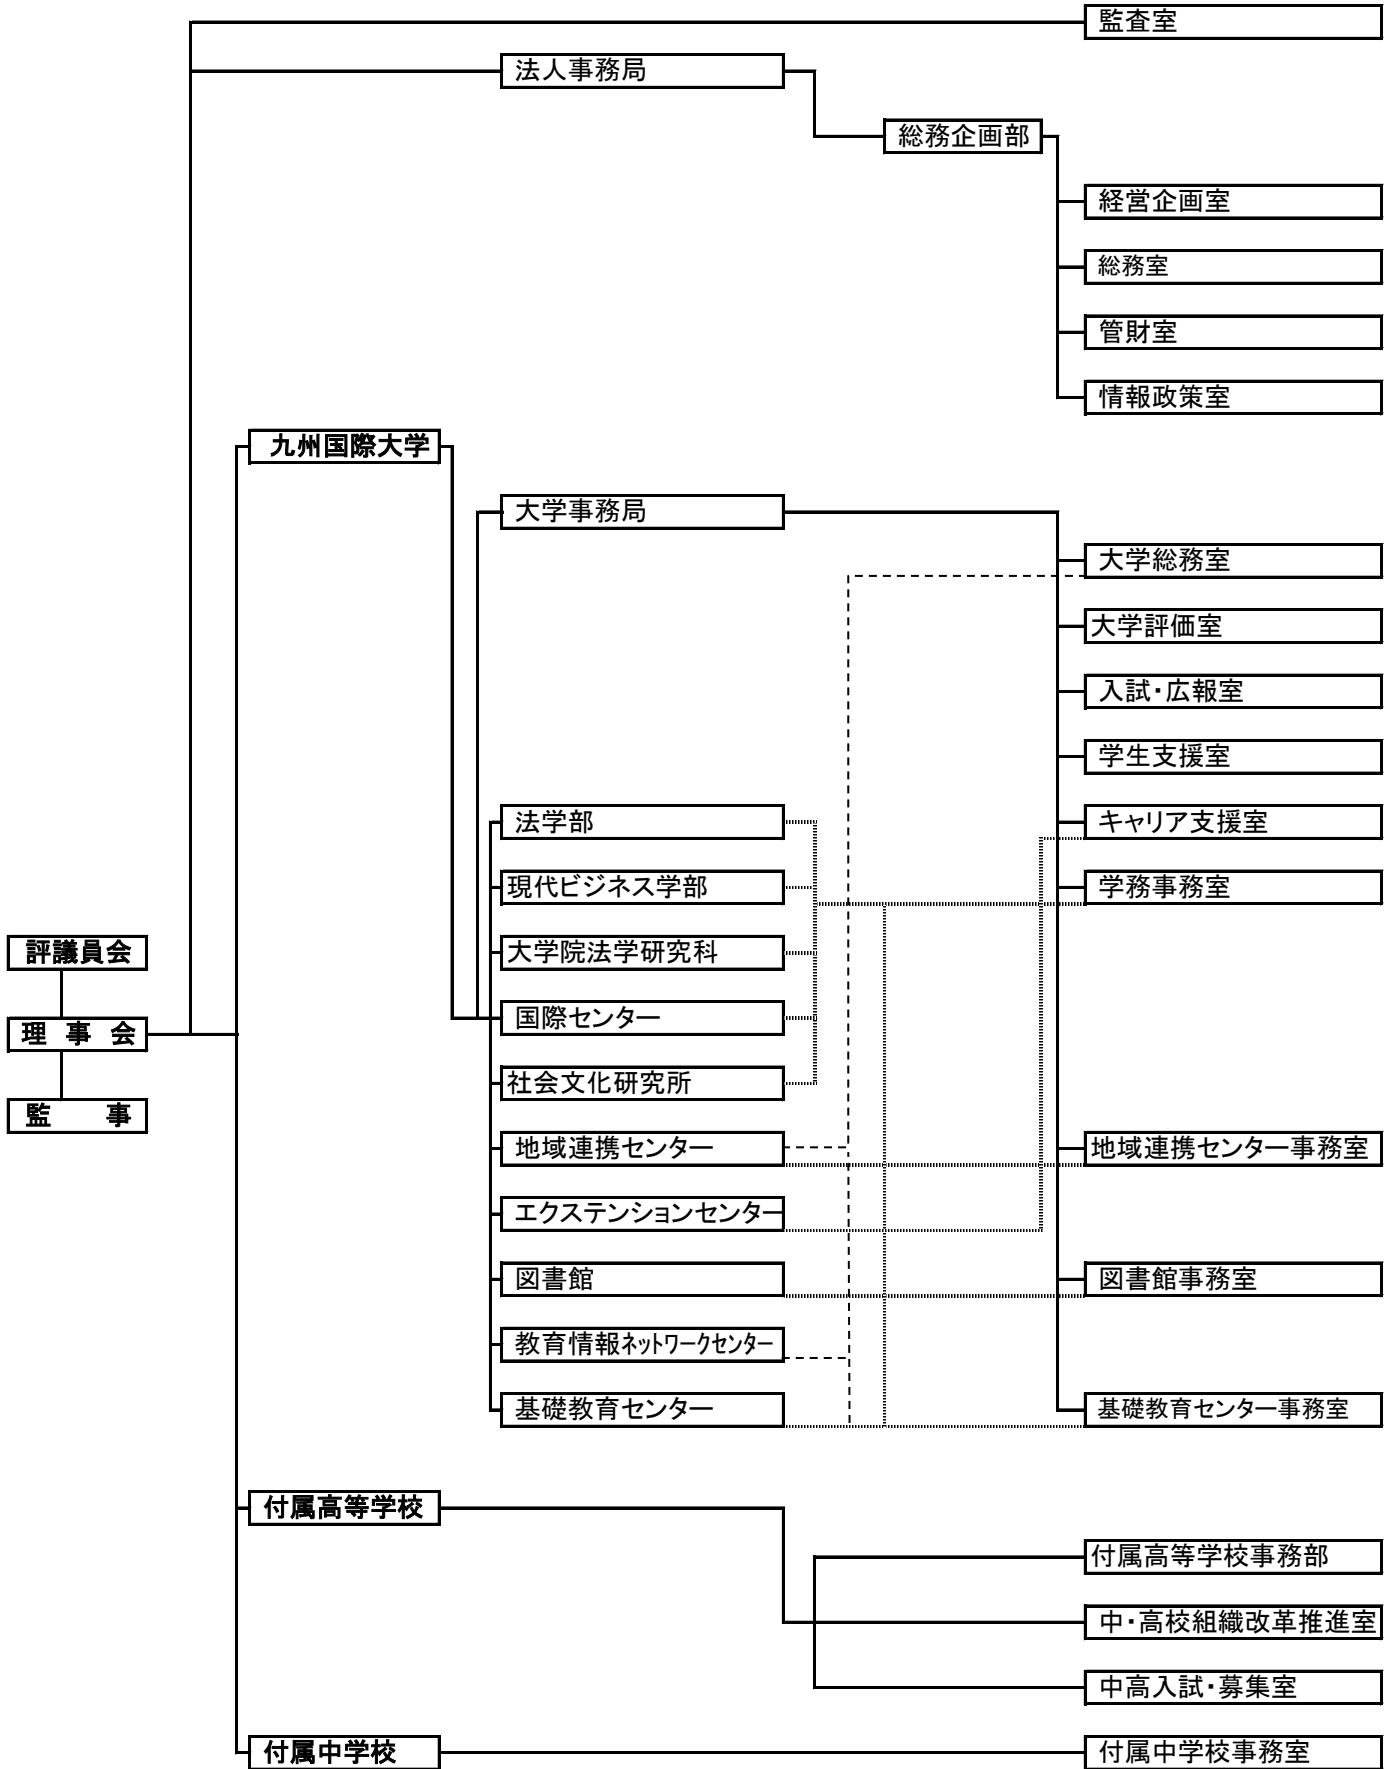 監査室
法人事務局
総務企画部
経営企画室
総務室
管財室
情報政策室
九州国際大学
大学事務局
大学総務室
大学評価室
入試・広報室
学生支援室
法学部
キャリア支援室
現代ビジネス学部
学務事務室
評議員会
大学院法学研究科
理 事 会
国際センター
社会文化研究所
監 事
地域連携センター
地域連携センター事務室
エクステンションセンター
図書館
図書館事務室
教育情報ネットワークセンター
基礎教育センター
基礎教育センター事務室
付属高等学校
付属高等学校事務部
中・高校組織改革推進室
中高入試・募集室
付属中学校
付属中学校事務室